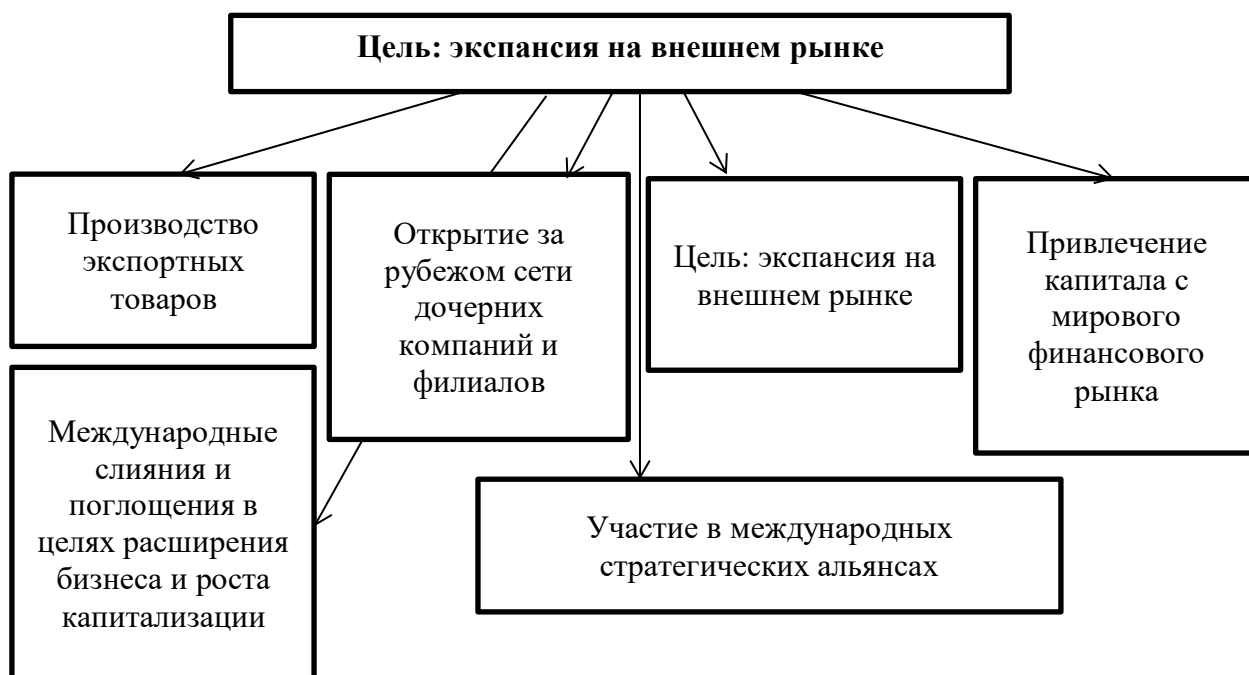 Цель: экспансия на внешнем рынке
Производство
экспортных
товаров
Открытие за
рубежом сети
дочерних
компаний и
филиалов
Цель: экспансия на
внешнем рынке
Привлечение
капитала с
мирового
финансового
рынка
Международные
слияния и
поглощения в
целях расширения
бизнеса и роста
капитализации
Участие в международных
стратегических альянсах